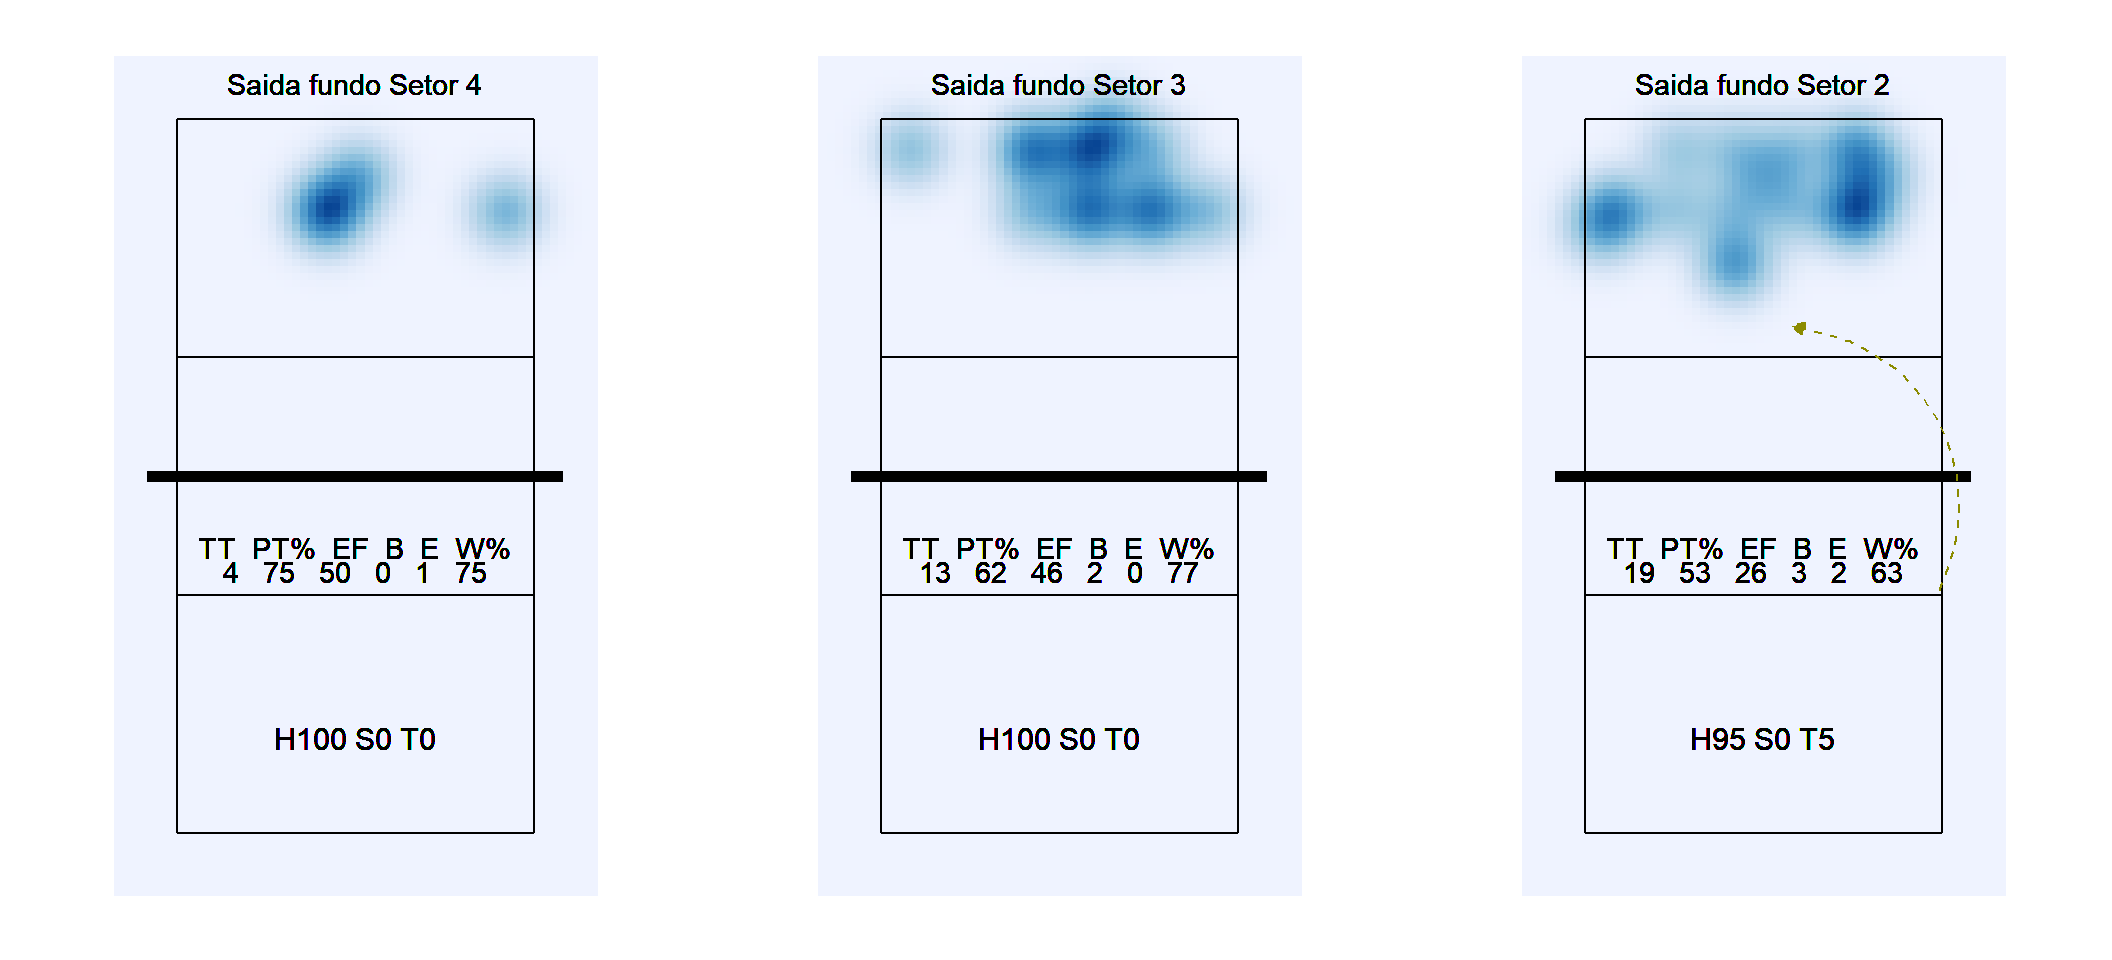 Saida fundo Setor 4
TT PT% EF B E W%
4 75 50 0 1 75
H100 S0 T0
Saida fundo Setor 3
TT PT% EF B E W%
13 62 46 2 0 77
H100 S0 T0
Saida fundo Setor 2
TT PT% EF B E W%
19 53 26 3 2 63
H95 S0 T5